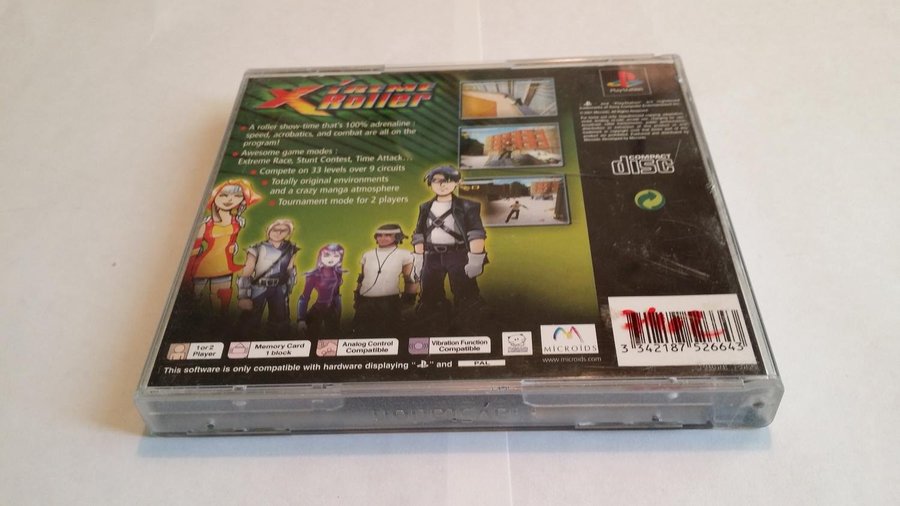 X'TREME
Roller
• A roller show-time that's 100% adrenaline :
speed, acrobatics, and combat are all on the
program!
• Awesome game modes :
Extreme Race, Stunt Contest, Time Attack...
• Compete on 33 levels over 9 circuits
• Totally original environments
and a crazy manga atmosphere
• Tournament mode for 2 players
PlayStation
COMPACT
disc
1 or 2
Player
Memory Card
1 block
Analog Control
Compatible
Vibration Function
Compatible
MICROÏDS
www.microids.com
This software is only compatible with hardware displaying " " and PAL
3 342187 526643